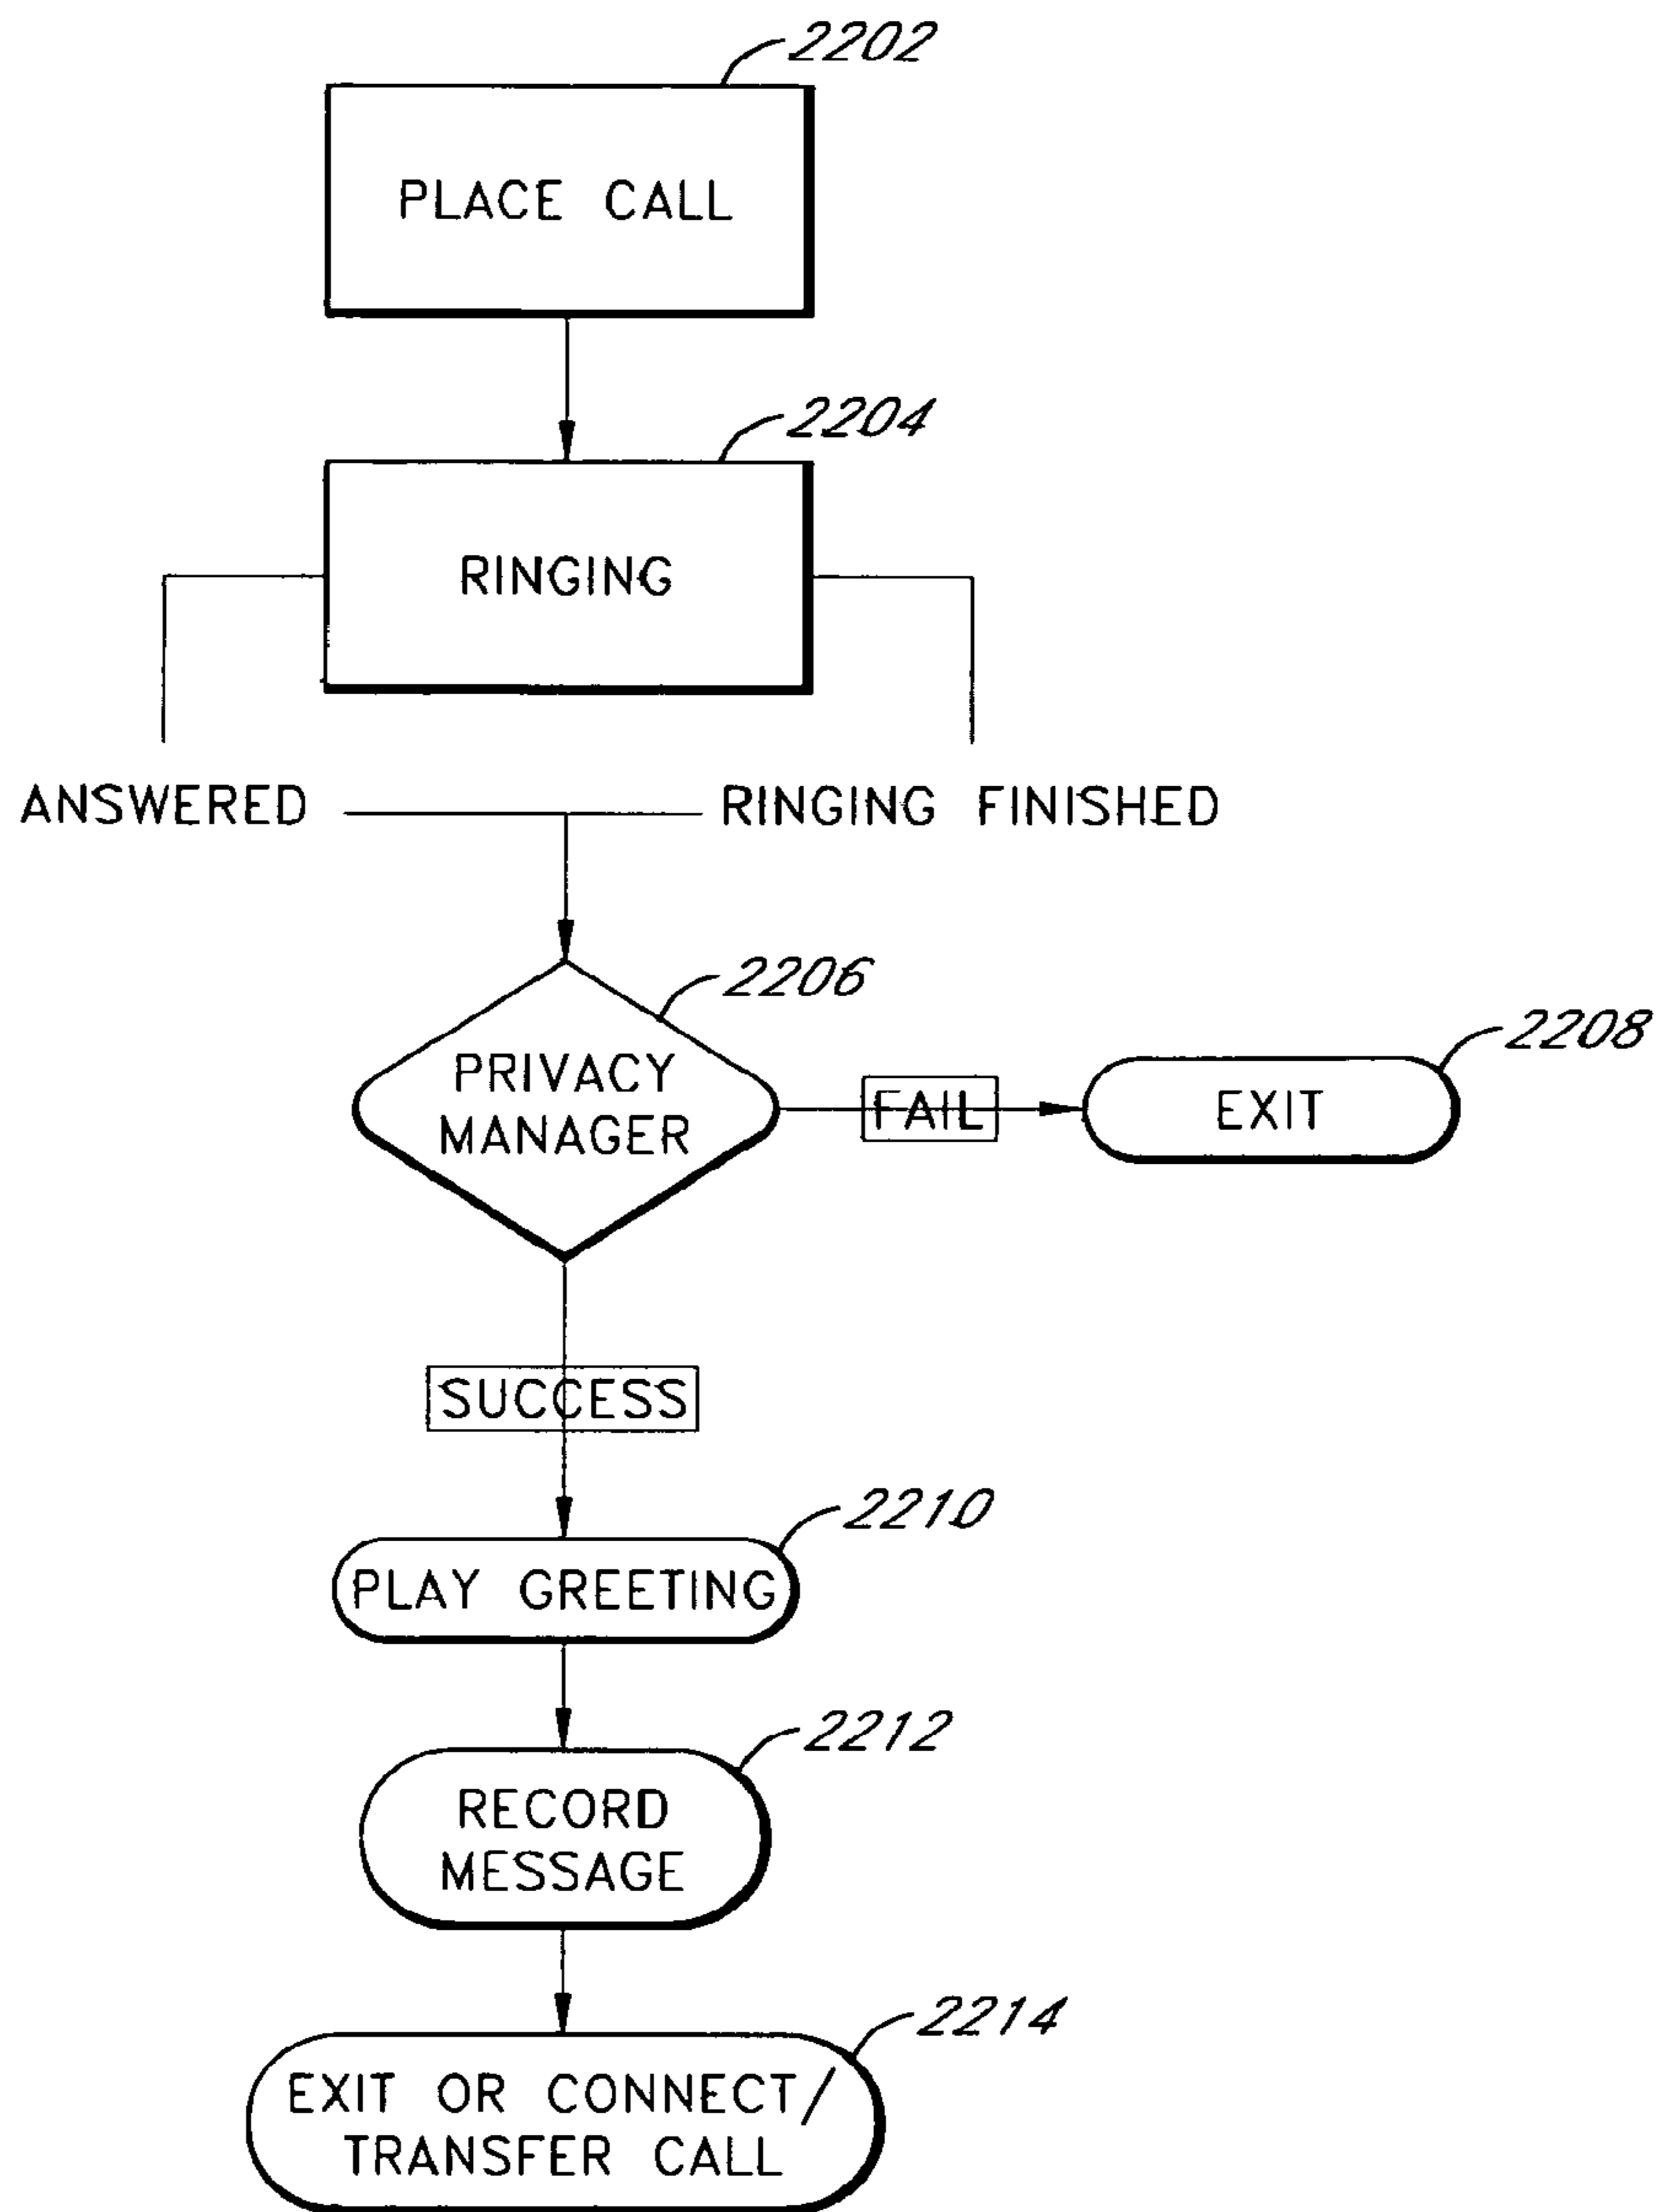 2202
PLACE CALL
2204
RINGING
ANSWERED
RINGING FINISHED
2206
PRIVACY
MANAGER
FAIL
2208
EXIT
SUCCESS
2210
PLAY GREETING
2212
RECORD
MESSAGE
2214
EXIT OR CONNECT/
TRANSFER CALL